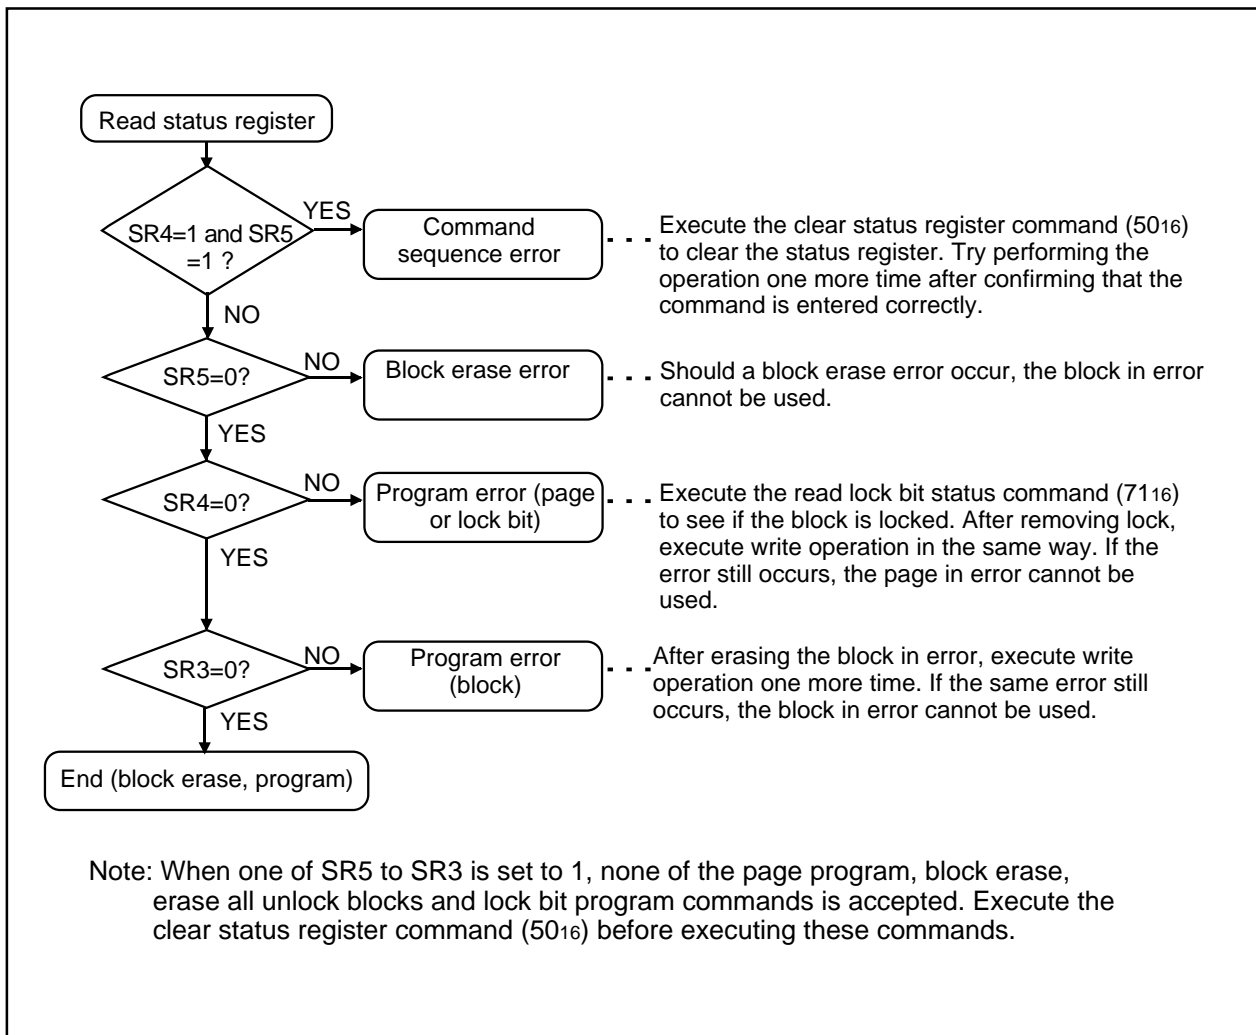 Read status register
SR4=1 and SR5
=1 ?
YES
Command
sequence error
Execute the clear status register command (5016)
to clear the status register. Try performing the
operation one more time after confirming that the
command is entered correctly.
NO
SR5=0?
NO
Block erase error
Should a block erase error occur, the block in error
cannot be used.
YES
SR4=0?
NO
Program error (page
or lock bit)
Execute the read lock bit status command (7116)
to see if the block is locked. After removing lock,
execute write operation in the same way. If the
error still occurs, the page in error cannot be
used.
YES
SR3=0?
NO
Program error
(block)
After erasing the block in error, execute write
operation one more time. If the same error still
occurs, the block in error cannot be used.
YES
End (block erase, program)
Note: When one of SR5 to SR3 is set to 1, none of the page program, block erase,
erase all unlock blocks and lock bit program commands is accepted. Execute the
clear status register command (5016) before executing these commands.